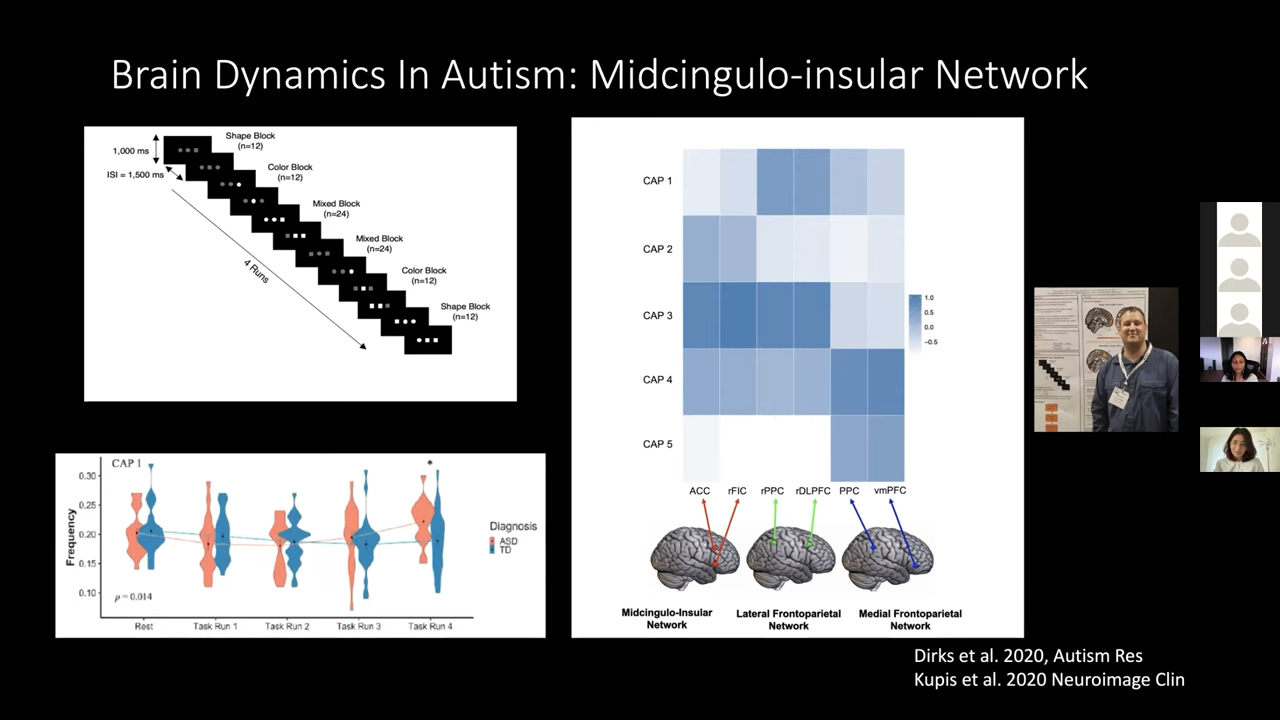 Brain Dynamics In Autism: Midcingulo-insular Network
Shape Block
(n=12)
1,000 ms
ISI = 1,500 ms
Color Block
(n=12)
Mixed Block
(n=24)
Mixed Block
(n=24)
Color Block
(n=12)
Shape Block
(n=12)
4 Runs
CAP 1
*
Frequency
0.30
0.25
0.20
0.15
0.10
p = 0.014
Rest
Task Run 1
Task Run 2
Task Run 3
Task Run 4
Diagnosis
ASD
TD
CAP 1
CAP 2
CAP 3
CAP 4
CAP 5
1.0
0.5
0.0
−0.5
ACC
rFIC
rPPC
rDLPFC
PPC
vmPFC
Midcingulo-Insular
Network
Lateral Frontoparietal
Network
Medial Frontoparietal
Network
Dirks et al. 2020, Autism Res
Kupis et al. 2020 Neuroimage Clin